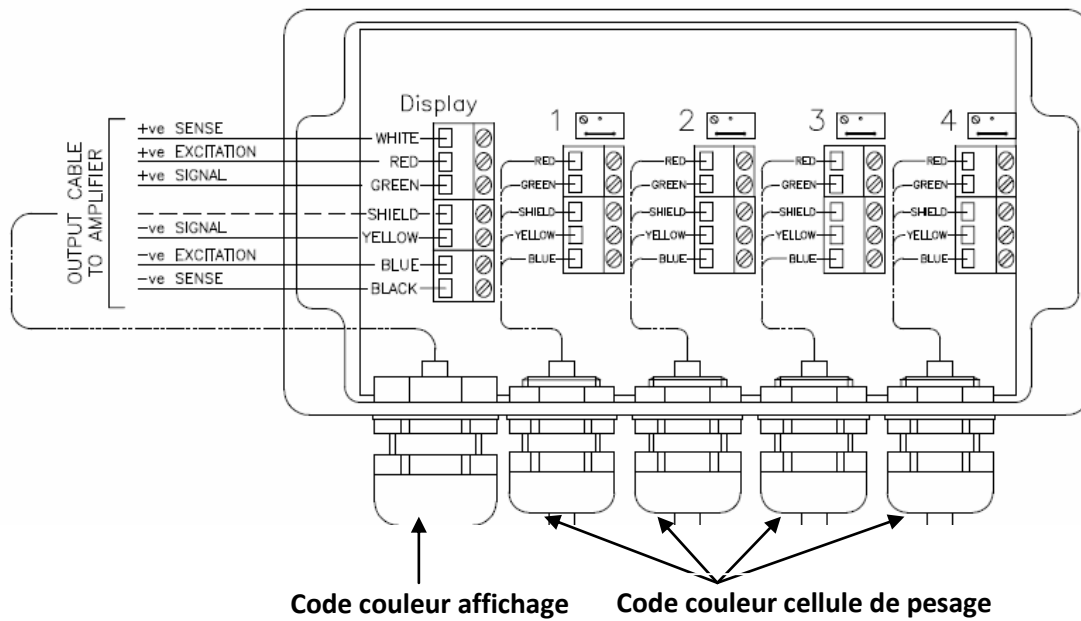 OUTPUT CABLE
TO AMPLIFIER
+ve SENSE
+ve EXCITATION
+ve SIGNAL
-ve SIGNAL
-ve EXCITATION
-ve SENSE
Display
WHITE
RED
GREEN
SHIELD
YELLOW
BLUE
BLACK
1
RED
GREEN
SHIELD
YELLOW
BLUE
2
RED
GREEN
SHIELD
YELLOW
BLUE
3
RED
GREEN
SHIELD
YELLOW
BLUE
4
RED
GREEN
SHIELD
YELLOW
BLUE
Code couleur affichage
Code couleur cellule de pesage